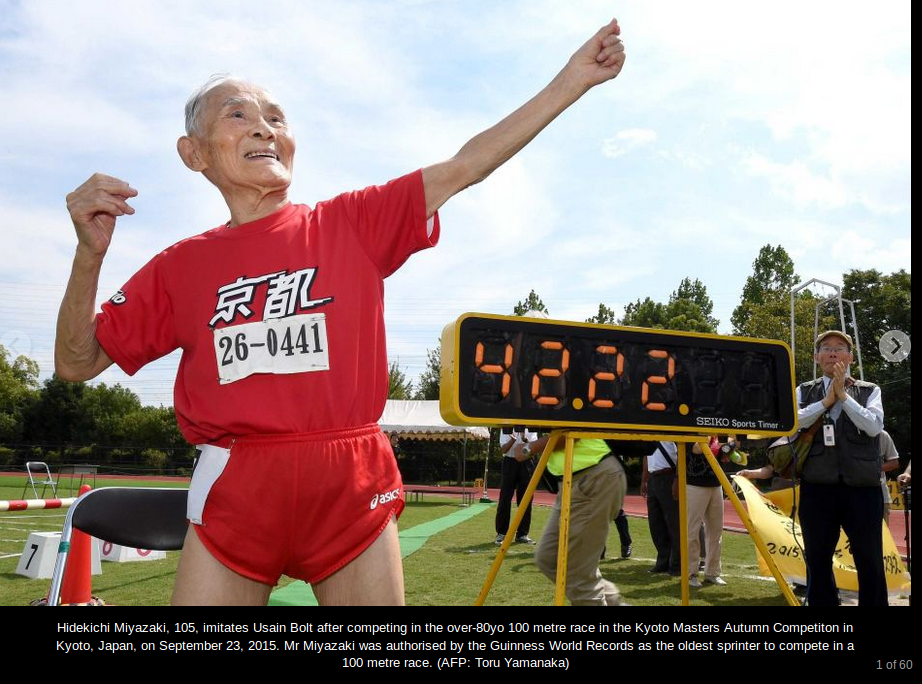 京都
26-0441
asics
42.22.
SEIKO Sports Timer
7
2015
Hidekichi Miyazaki, 105, imitates Usain Bolt after competing in the over-80yo 100 metre race in the Kyoto Masters Autumn Competiton in
Kyoto, Japan, on September 23, 2015. Mr Miyazaki was authorised by the Guinness World Records as the oldest sprinter to compete in a
100 metre race. (AFP: Toru Yamanaka)
1 of 60